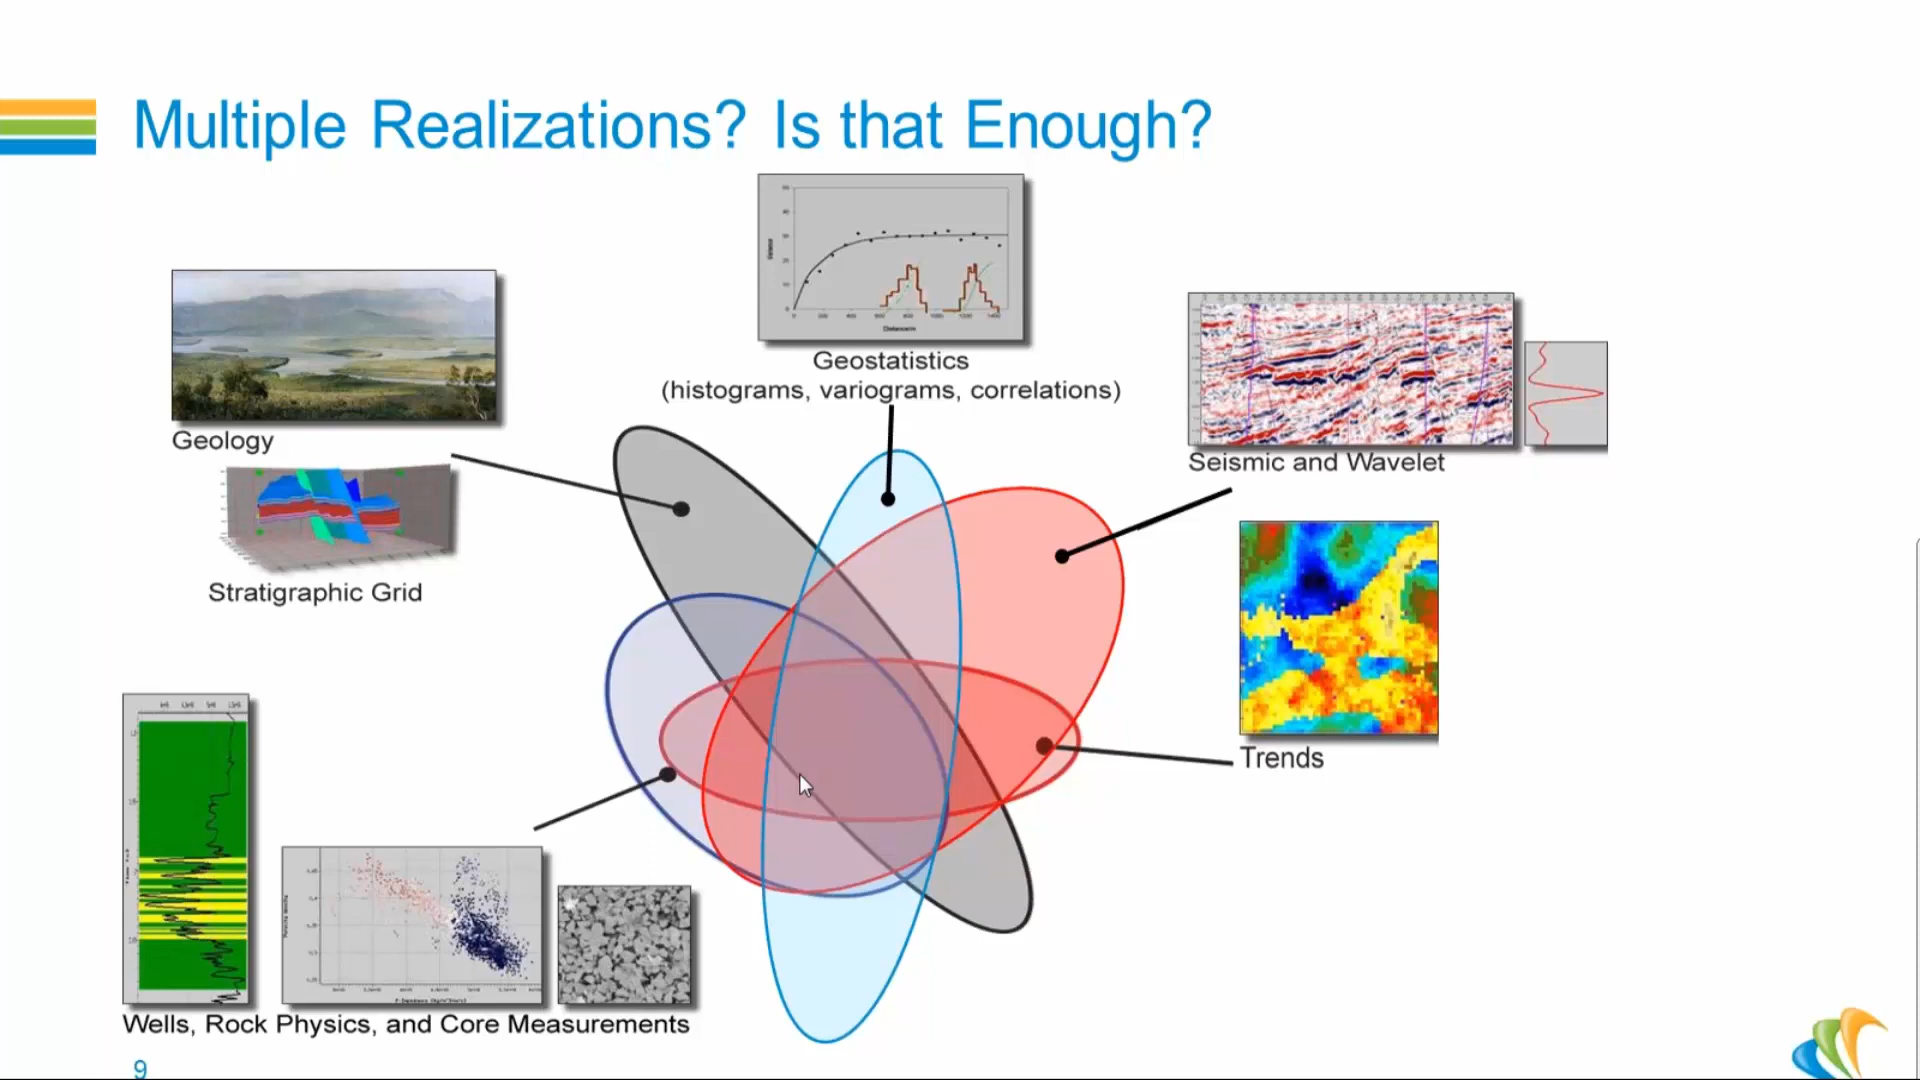 Multiple Realizations? Is that Enough?
Geostatistics
(histograms, variograms, correlations)
Geology
Seismic and Wavelet
Stratigraphic Grid
Trends
Wells, Rock Physics, and Core Measurements
9